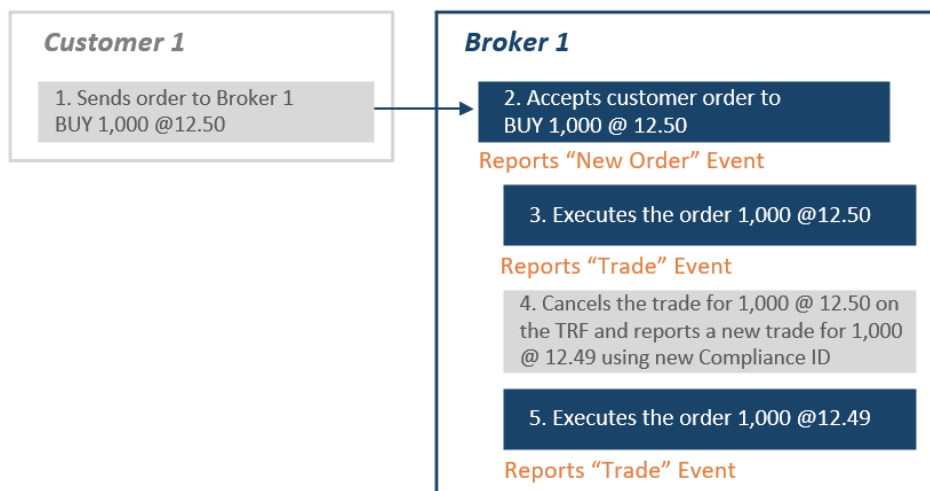 Customer 1
1. Sends order to Broker 1
BUY 1,000 @12.50
Broker 1
2. Accepts customer order to
BUY 1,000 @ 12.50
Reports “New Order” Event
3. Executes the order 1,000 @12.50
Reports “Trade” Event
4. Cancels the trade for 1,000 @ 12.50 on
the TRF and reports a new trade for 1,000
@ 12.49 using new Compliance ID
5. Executes the order 1,000 @12.49
Reports “Trade” Event